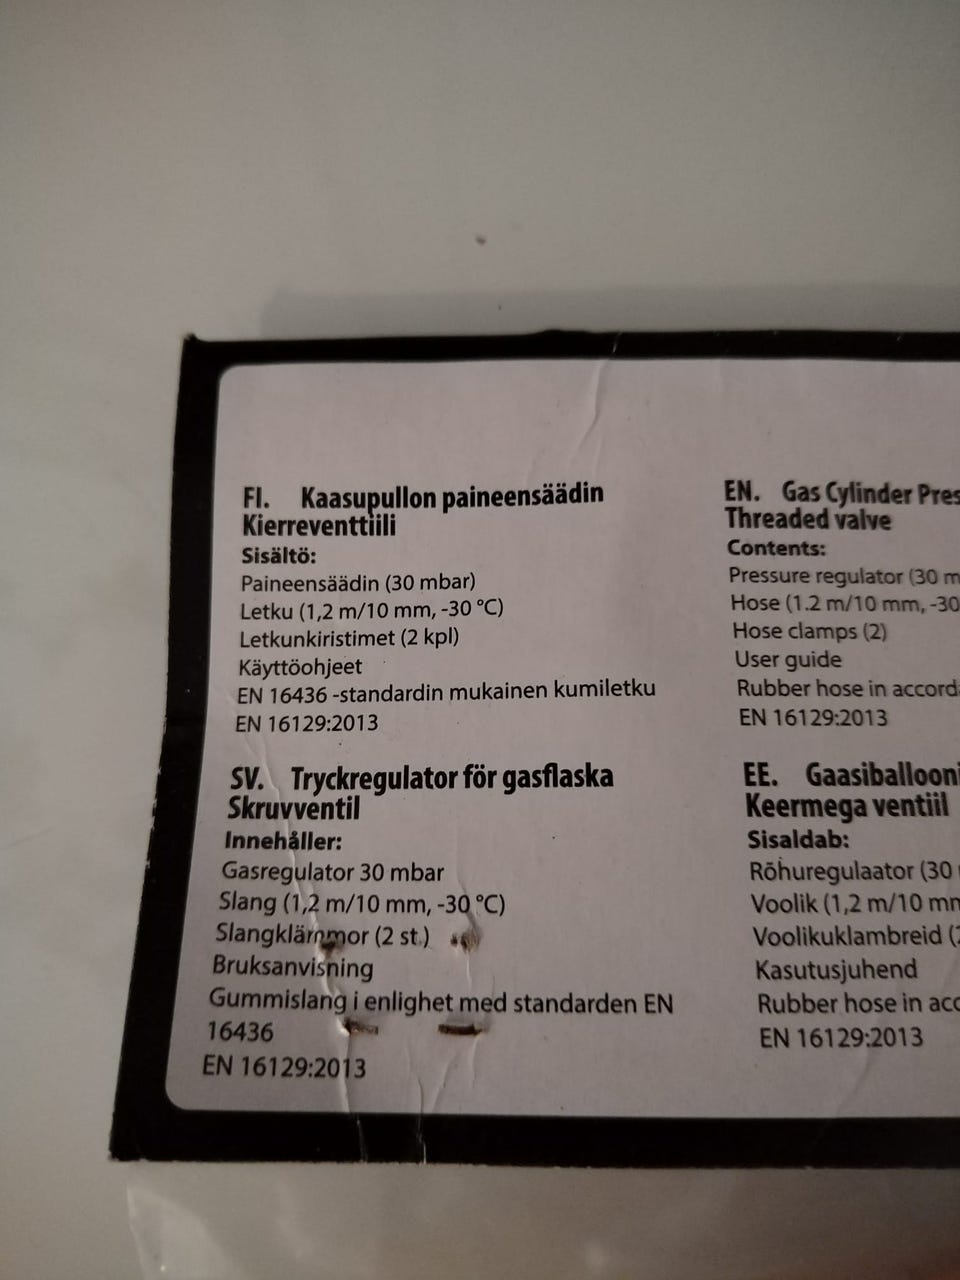 FI. Kaasupullon paineensäädin
Kierreventtiili
Sisältö:
Paineensäädin (30 mbar)
Letku (1,2 m/10 mm, -30 °C)
Letkunkiristimet (2 kpl)
Käyttöohjeet
EN 16436 -standardin mukainen kumiletku
EN 16129:2013
SV. Tryckregulator för gasflaska
Skruvventil
Innehåller:
Gasregulator 30 mbar
Slang (1,2 m/10 mm, -30 °C)
Slangklämmor (2 st.)
Bruksanvisning
Gummislang i enlighet med standarden EN
16436
EN 16129:2013
EN. Gas Cylinder Pres
Threaded valve
Contents:
Pressure regulator (30 m
Hose (1.2 m/10 mm, -30
Hose clamps (2)
User guide
Rubber hose in accord
EN 16129:2013
EE. Gaasiballooni
Keermega ventiil
Sisaldab:
Rõhuregulaator (30
Voolik (1,2 m/10 mm
Voolikuklambreid (2
Kasutusjuhend
Rubber hose in acc
EN 16129:2013